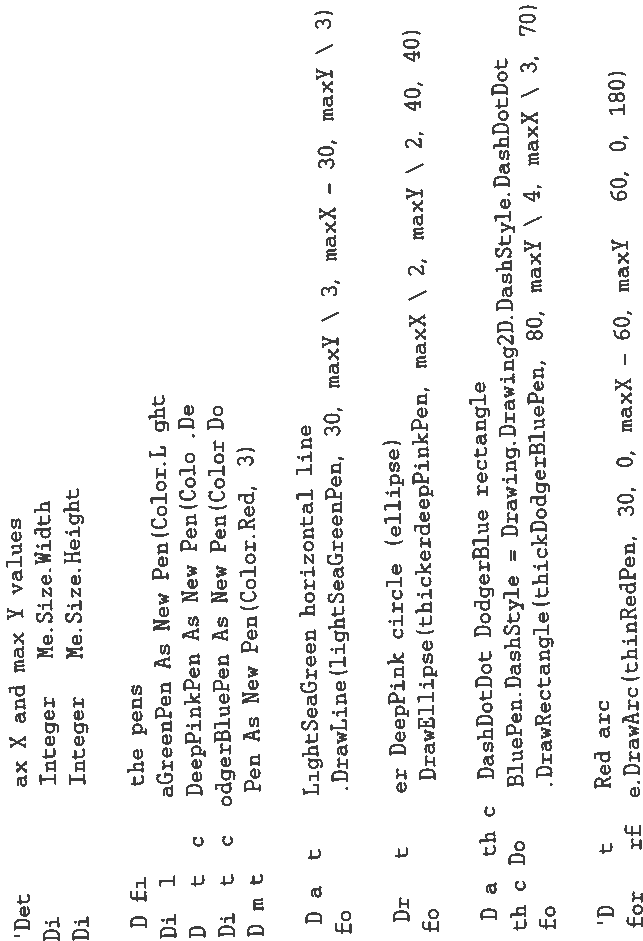 'Det ax X and max Y values
Di Integer Me.Size.Width
Di Integer Me.Size.Height
D fi the pens
Di l aGreenPen As New Pen(Color.L ght
D t c DeepPinkPen As New Pen(Colo .De
Di t c odgerBluePen As New Pen(Color Do
D m t Pen As New Pen(Color.Red, 3)
D a t LightSeaGreen horizontal line
fo .DrawLine(lightSeaGreenPen, 30, maxY \ 3, maxX - 30, maxY \ 3)
Dr t er DeepPink circle (ellipse)
fo DrawEllipse(thickerdeepPinkPen, maxX \ 2, maxY \ 2, 40, 40)
D a th c DashDotDot DodgerBlue rectangle
th c Do BluePen.DashStyle = Drawing.Drawing2D.DashStyle.DashDotDot
fo .DrawRectangle(thickDodgerBluePen, 80, maxY \ 4, maxX \ 3, 70)
'D t Red arc
for rf e.DrawArc(thinRedPen, 30, 0, maxX - 60, maxY 60, 0, 180)